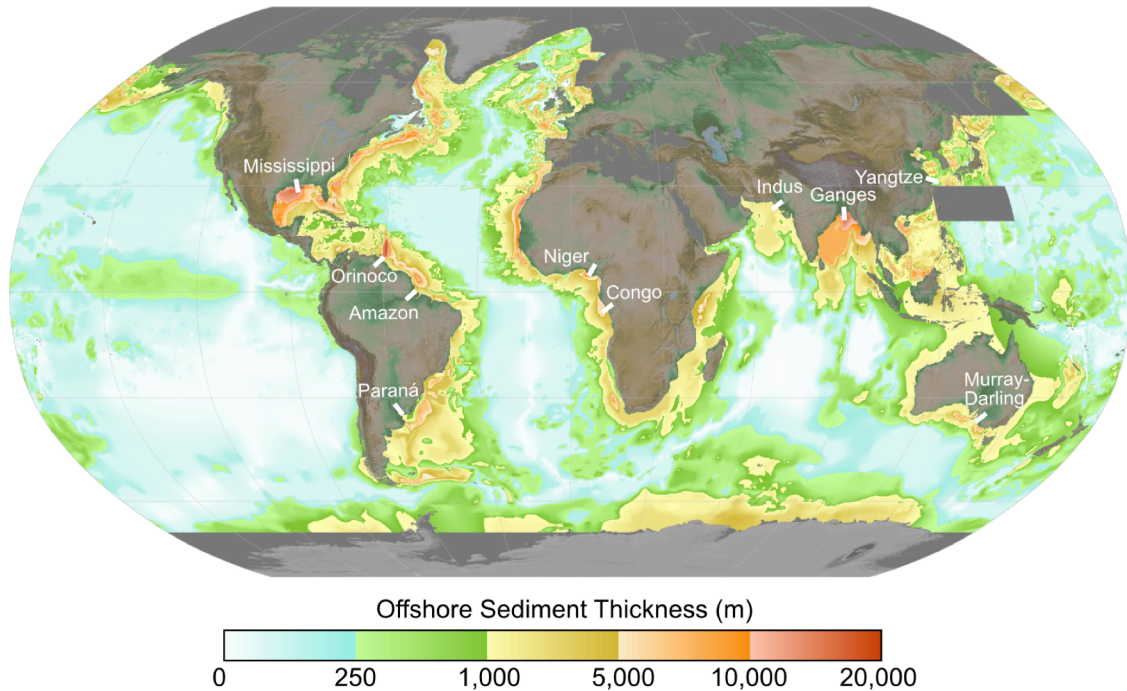 Mississippi
Yangtze
Indus
Ganges
Niger
Orinoco
Congo
Amazon
Paraná
Murray-
Darling
Offshore Sediment Thickness (m)
0 250 1,000 5,000 10,000 20,000